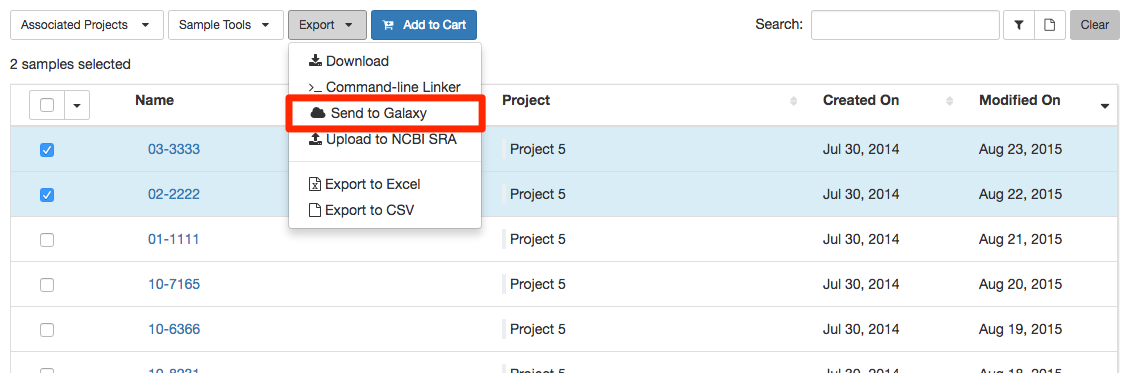 Associated Projects Sample Tools Export Add to Cart Search: Clear
2 samples selected
Download
Command-line Linker
Send to Galaxy
Upload to NCBI SRA
Export to Excel
Export to CSV
Name Project Created On Modified On
03-3333 Project 5 Jul 30, 2014 Aug 23, 2015
02-2222 Project 5 Jul 30, 2014 Aug 22, 2015
01-1111 Project 5 Jul 30, 2014 Aug 21, 2015
10-7165 Project 5 Jul 30, 2014 Aug 20, 2015
10-6366 Project 5 Jul 30, 2014 Aug 19, 2015